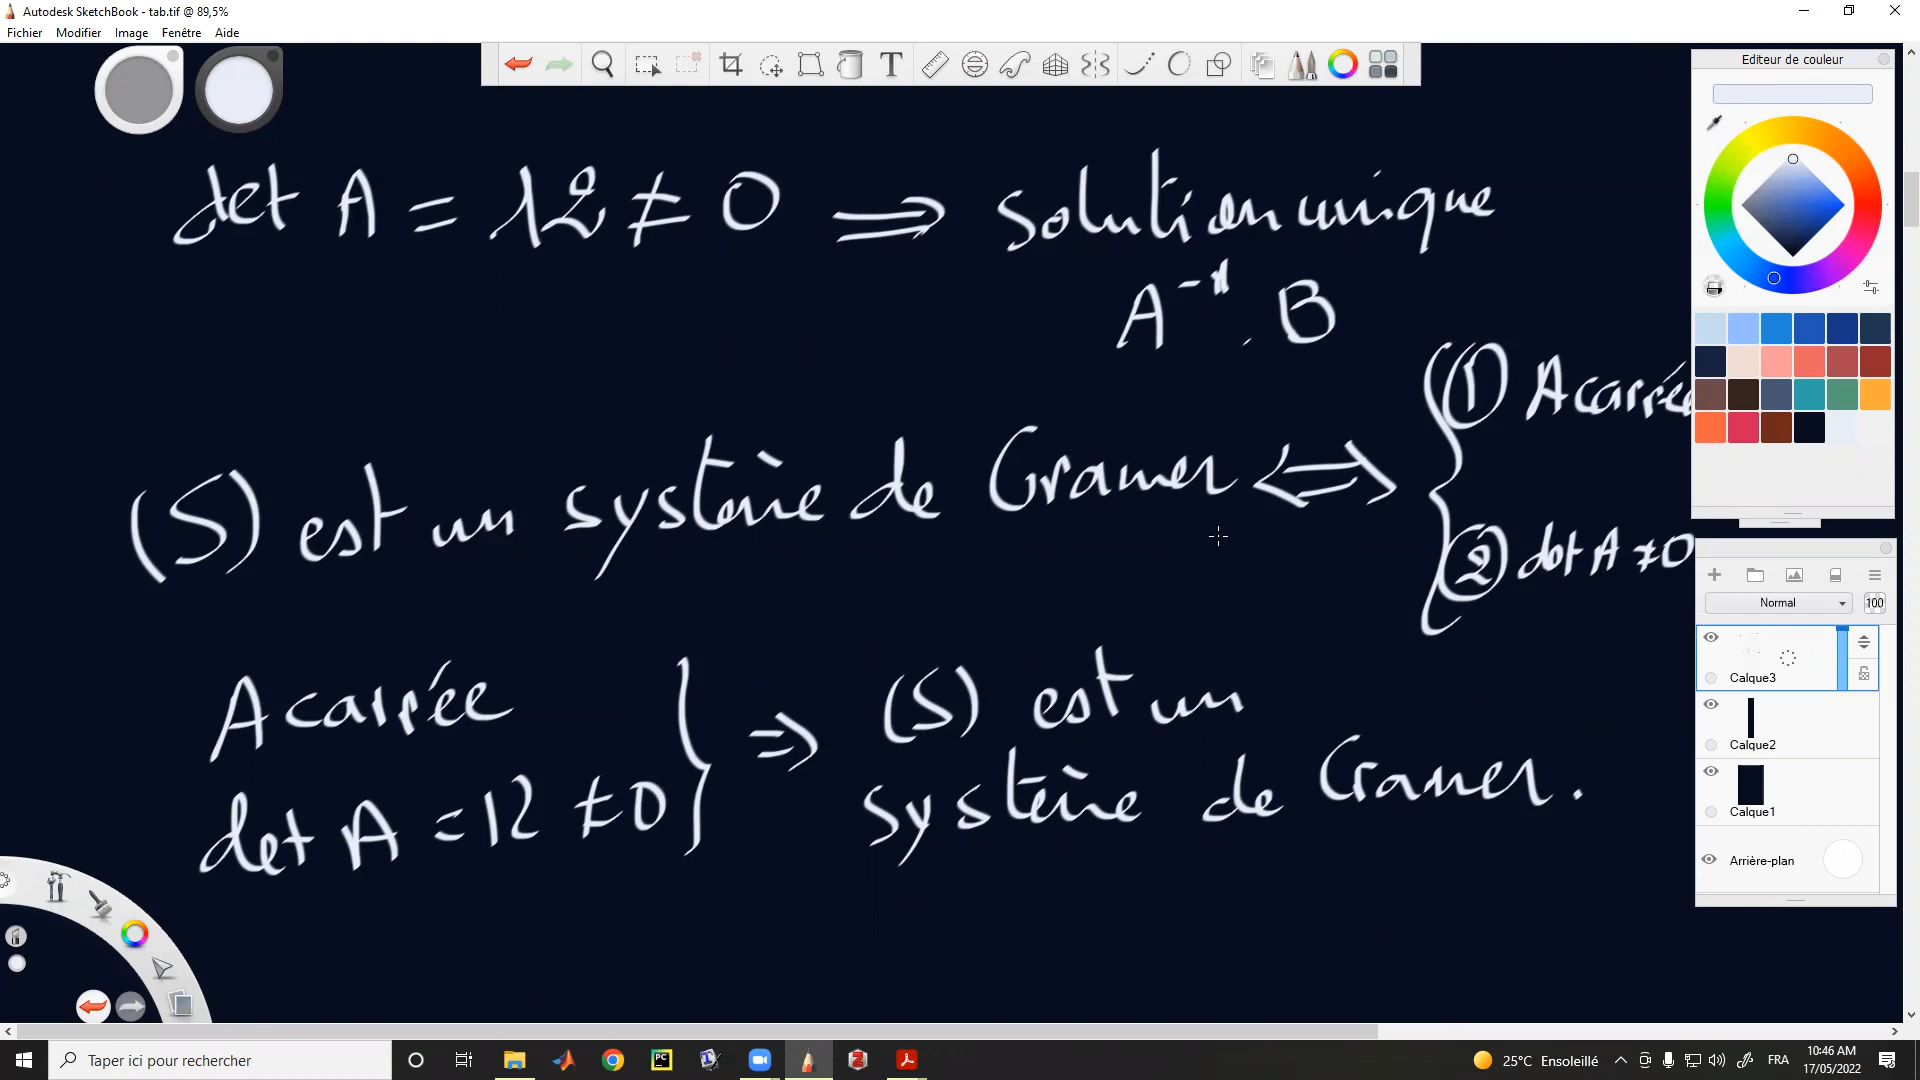 Autodesk SketchBook - tab.tif @ 89,5%
Fichier Modifier Image Fenêtre Aide
Editeur de couleur
det A = 12 ≠ 0 ⟹ solution unique
A⁻¹ . B
① A carrée
(S) est un système de Cramer ⟺
② det A ≠ 0
Normal
100
Calque3
Calque2
Calque1
Arrière-plan
A carrée
det A = 12 ≠ 0 } ⇒ (S) est un
système de Cramer.
Taper ici pour rechercher
PC
25°C Ensoleillé
FRA
10:46 AM
17/05/2022